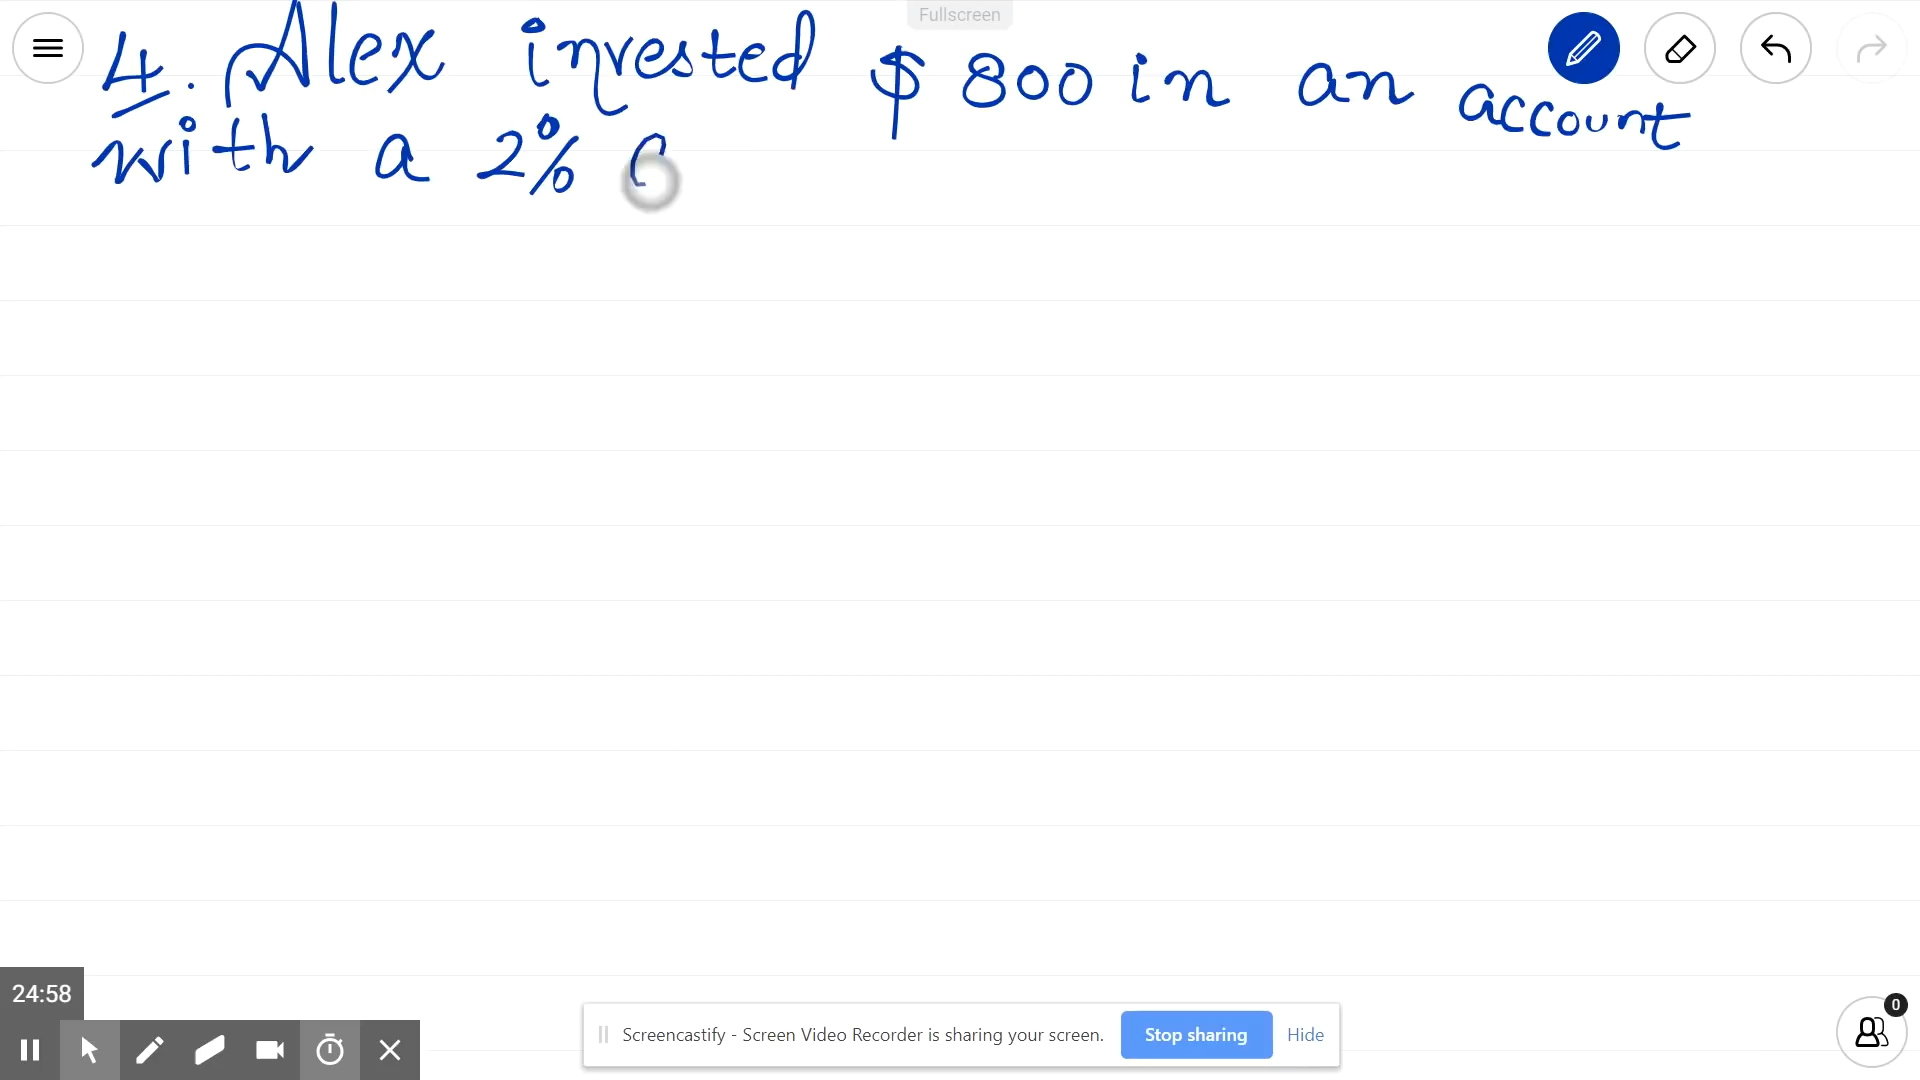 Fullscreen
4. Alex invested $ 800 in an account
with a 2%
24:58
Screencastify - Screen Video Recorder is sharing your screen.
Stop sharing
Hide
0